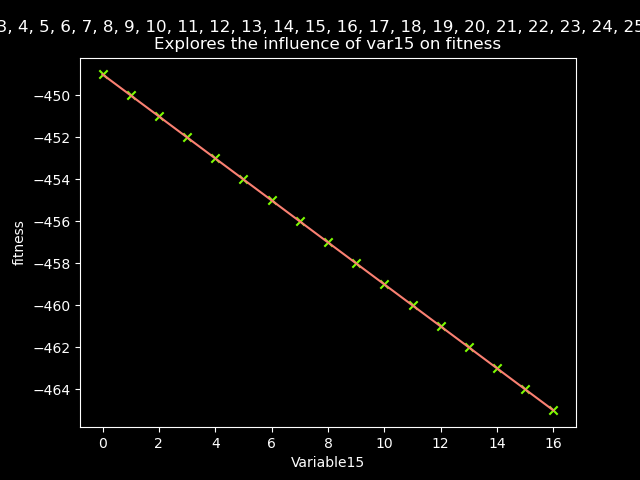 3, 4, 5, 6, 7, 8, 9, 10, 11, 12, 13, 14, 15, 16, 17, 18, 19, 20, 21, 22, 23, 24, 25
Explores the influence of var15 on fitness
−450
−452
−454
−456
−458
−460
−462
−464
fitness
0 2 4 6 8 10 12 14 16
Variable15